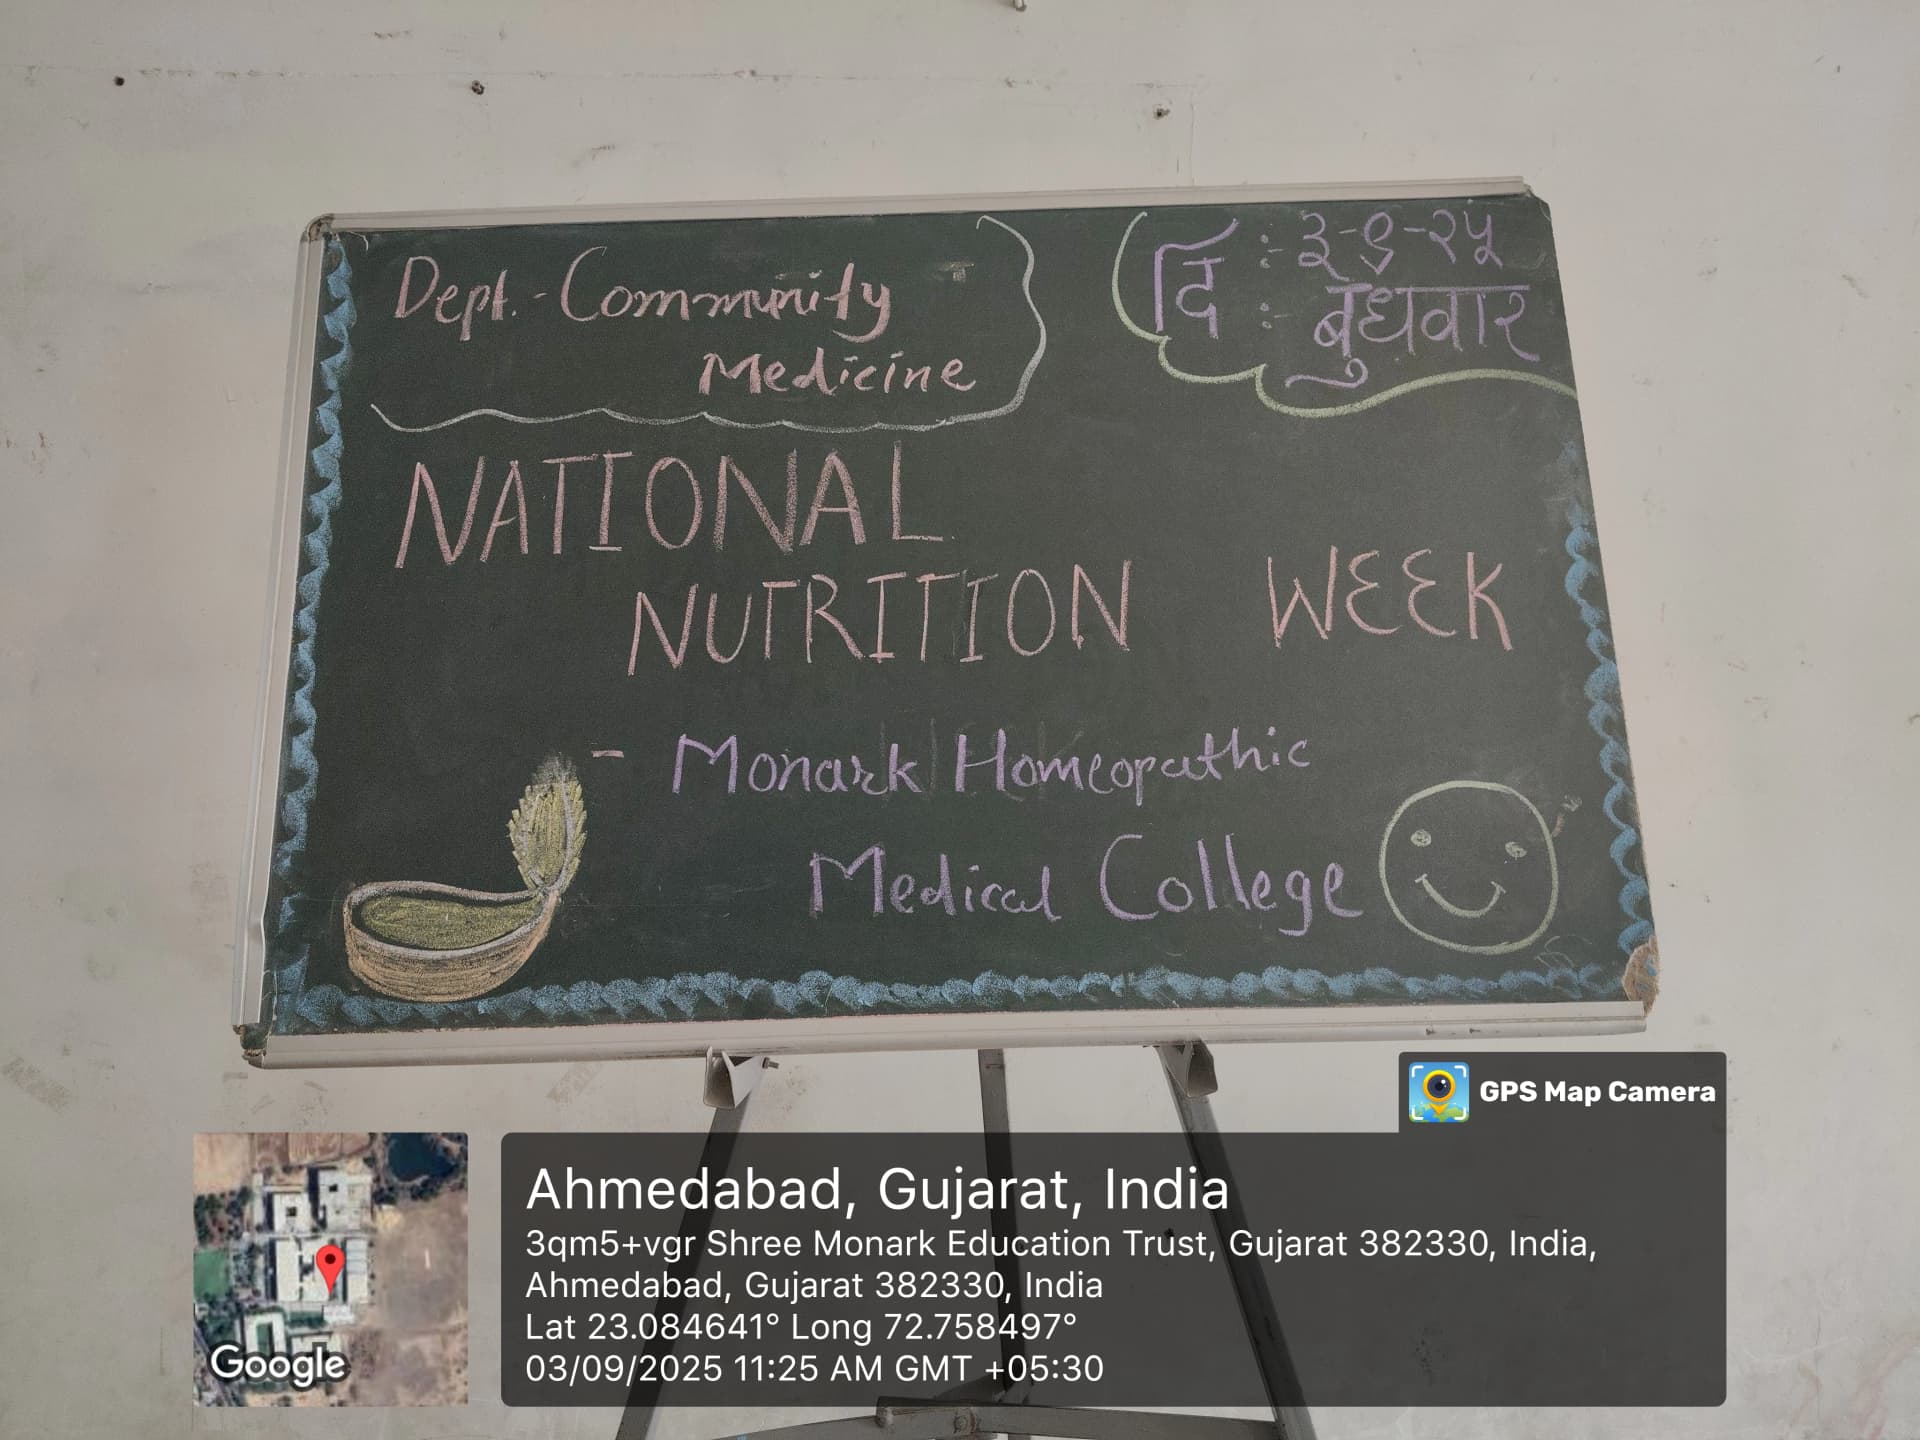 Dept. - Community
Medicine
दि :- ३-९-२५
:- बुधवार
NATIONAL
NUTRITION WEEK
- Monark Homeopathic
Medical College
GPS Map Camera
Ahmedabad, Gujarat, India
3qm5+vgr Shree Monark Education Trust, Gujarat 382330, India,
Ahmedabad, Gujarat 382330, India
Lat 23.084641° Long 72.758497°
03/09/2025 11:25 AM GMT +05:30
Google